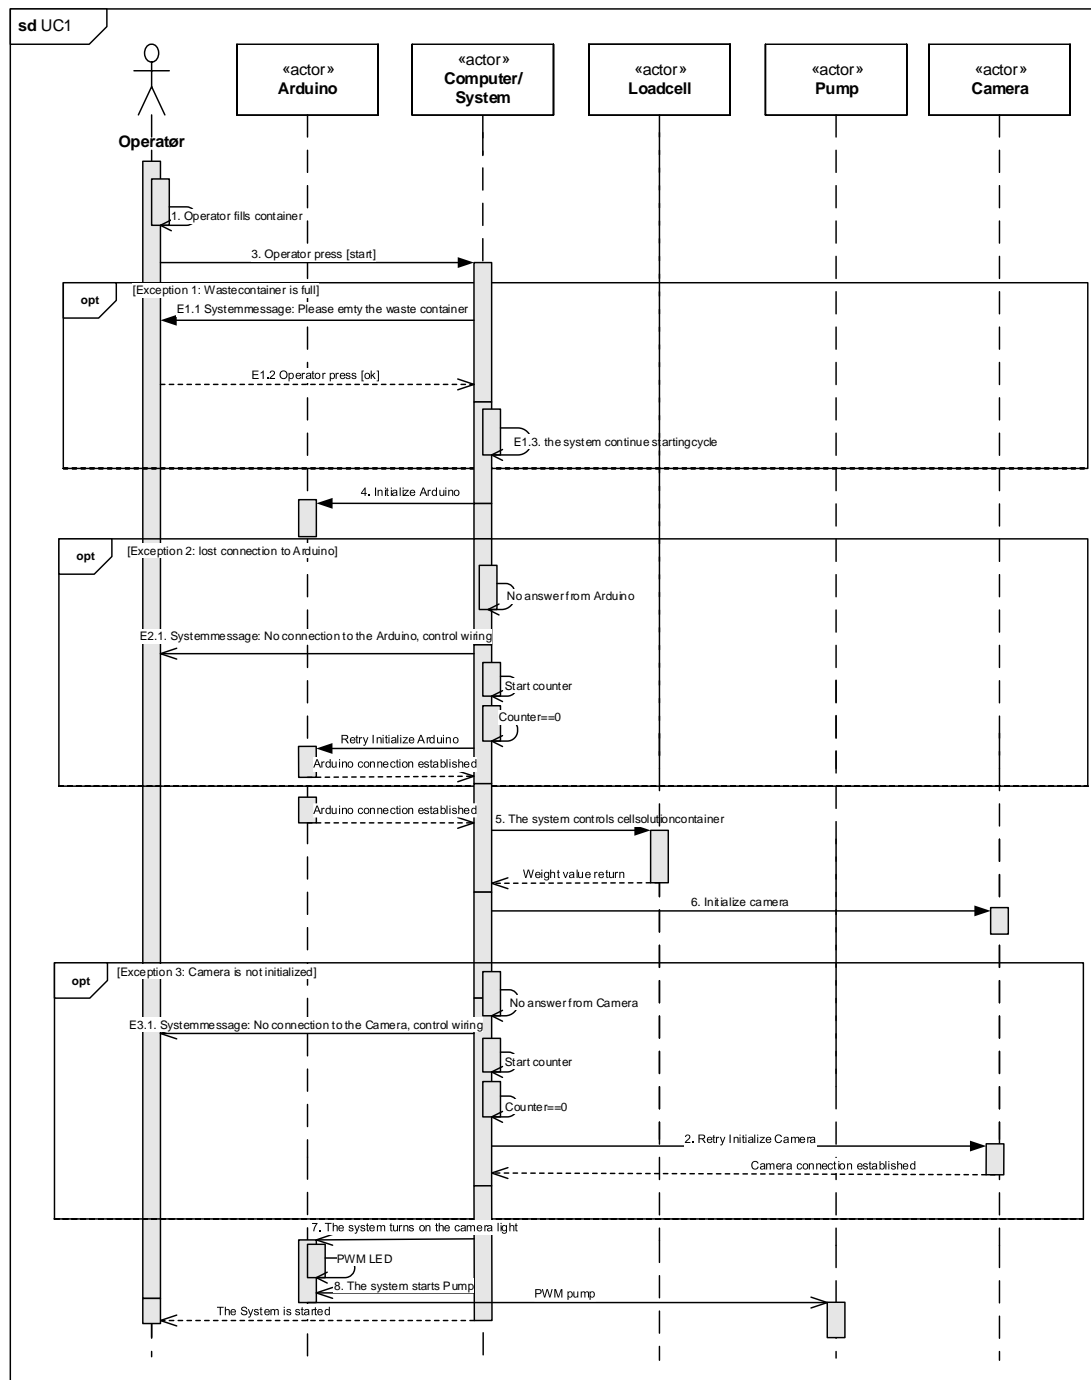 sd UC1
«actor»
Arduino
«actor»
Computer/
System
«actor»
Loadcell
«actor»
Pump
«actor»
Camera
Operatør
1. Operator fills container
3. Operator press [start]
opt
[Exception 1: Wastecontainer is full]
E1.1 Systemmessage: Please emty the waste container
E1.2 Operator press [ok]
E1.3. the system continue startingcycle
4. Initialize Arduino
opt
[Exception 2: lost connection to Arduino]
No answer from Arduino
E2.1. Systemmessage: No connection to the Arduino, control wiring
Start counter
Counter==0
Retry Initialize Arduino
Arduino connection established
Arduino connection established
5. The system controls cellsolutioncontainer
Weight value return
6. Initialize camera
opt
[Exception 3: Camera is not initialized]
No answer from Camera
E3.1. Systemmessage: No connection to the Camera, control wiring
Start counter
Counter==0
2. Retry Initialize Camera
Camera connection established
7. The system turns on the camera light
PWM LED
8. The system starts Pump
PWM pump
The System is started